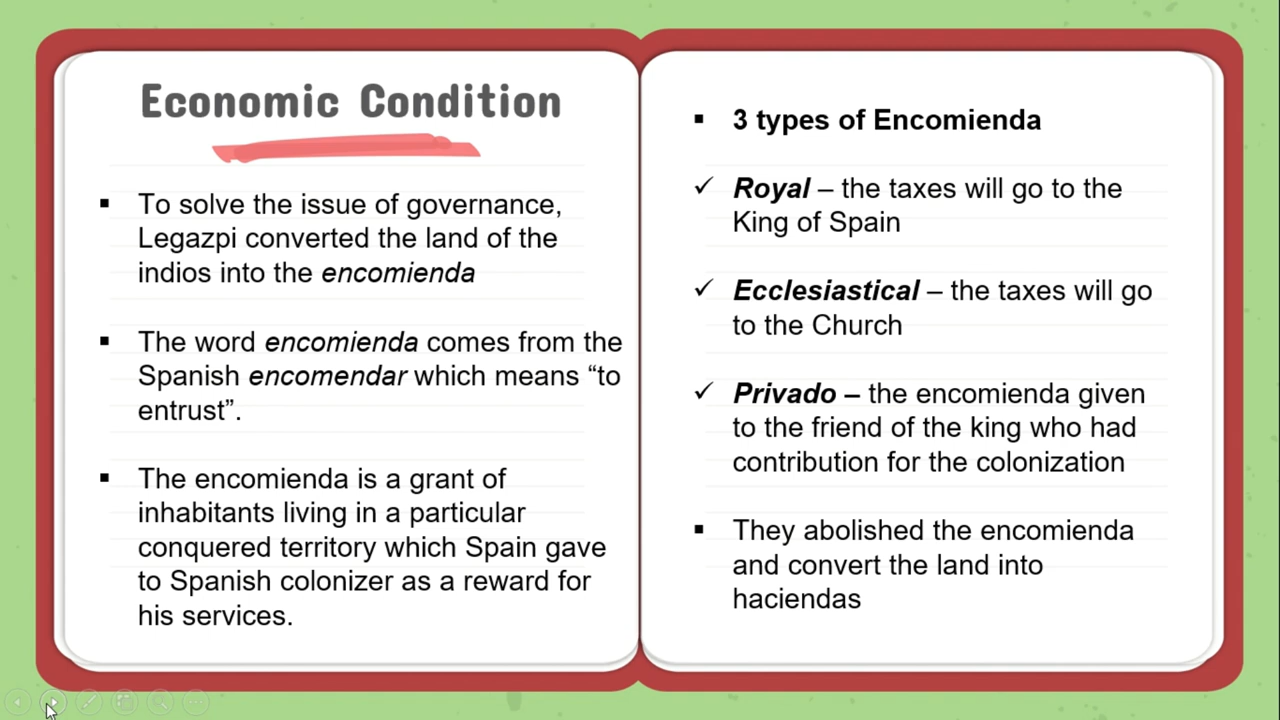 Economic Condition
▪ To solve the issue of governance,
Legazpi converted the land of the
indios into the encomienda
▪ The word encomienda comes from the
Spanish encomendar which means “to
entrust”.
▪ The encomienda is a grant of
inhabitants living in a particular
conquered territory which Spain gave
to Spanish colonizer as a reward for
his services.
▪ 3 types of Encomienda
✓ Royal – the taxes will go to the
King of Spain
✓ Ecclesiastical – the taxes will go
to the Church
✓ Privado – the encomienda given
to the friend of the king who had
contribution for the colonization
▪ They abolished the encomienda
and convert the land into
haciendas